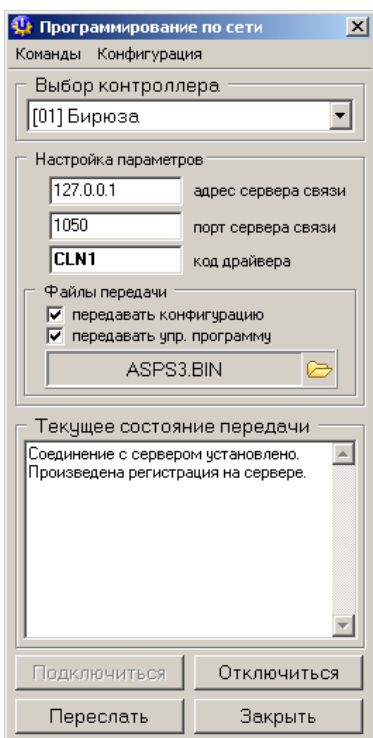 Программирование по сети
Команды Конфигурация
Выбор контроллера
[01] Бирюза
Настройка параметров
127.0.0.1 адрес сервера связи
1050 порт сервера связи
CLN1 код драйвера
Файлы передачи
передавать конфигурацию
передавать упр. программу
ASPS3.BIN
Текущее состояние передачи
Соединение с сервером установлено.
Произведена регистрация на сервере.
Подключиться Отключиться
Переслать Закрыть